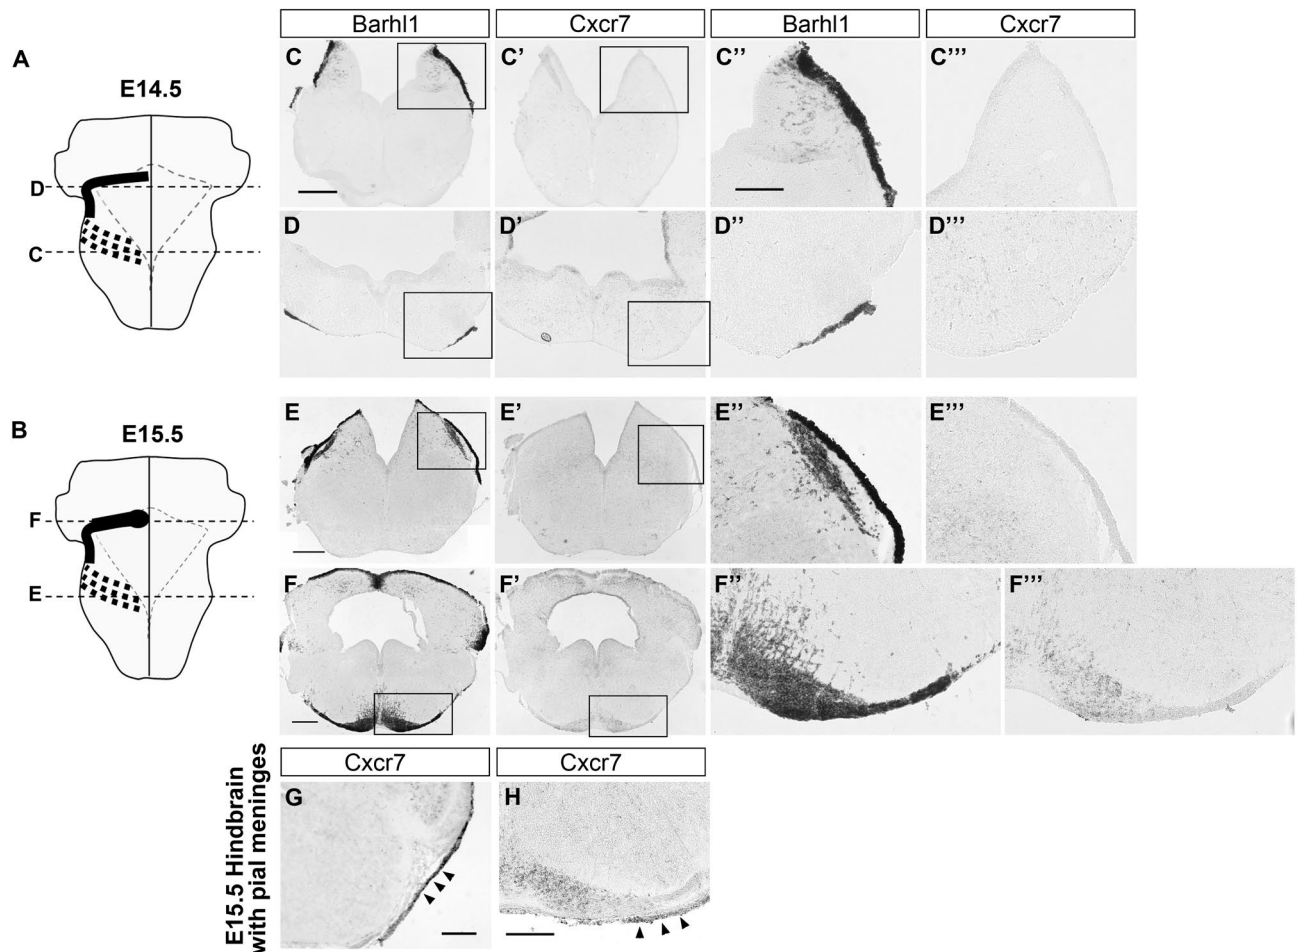 Barhl1 Cxcr7 Barhl1 Cxcr7
A
E14.5
D
C
C C' C'' C'''
D D' D'' D'''
B
E15.5
F
E
E E' E'' E'''
F F' F'' F'''
E15.5 Hindbrain
with pial meninges
Cxcr7 Cxcr7
G H